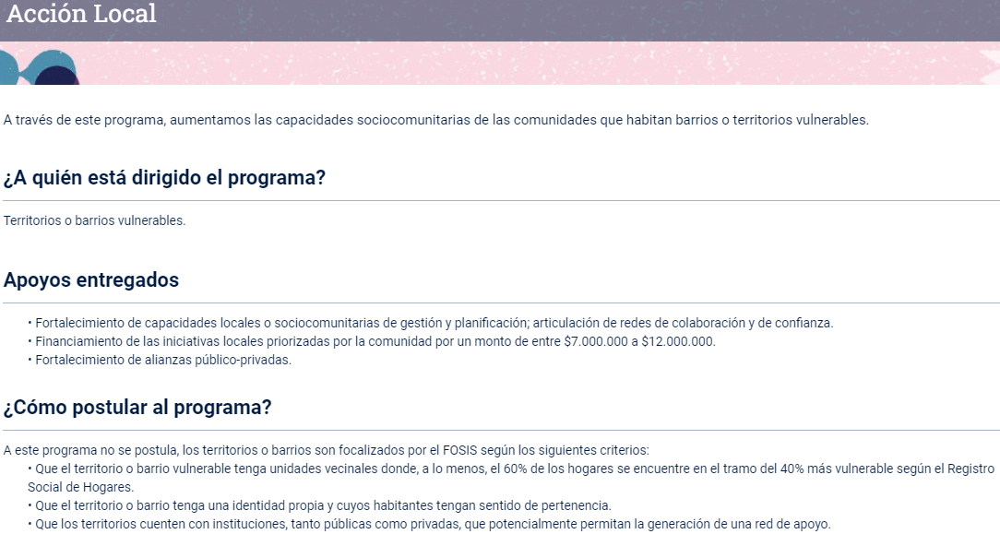 Acción Local
A través de este programa, aumentamos las capacidades sociocomunitarias de las comunidades que habitan barrios o territorios vulnerables.
¿A quién está dirigido el programa?
Territorios o barrios vulnerables.
Apoyos entregados
• Fortalecimiento de capacidades locales o sociocomunitarias de gestión y planificación; articulación de redes de colaboración y de confianza.
• Financiamiento de las iniciativas locales priorizadas por la comunidad por un monto de entre $7.000.000 a $12.000.000.
• Fortalecimiento de alianzas público-privadas.
¿Cómo postular al programa?
A este programa no se postula, los territorios o barrios son focalizados por el FOSIS según los siguientes criterios:
• Que el territorio o barrio vulnerable tenga unidades vecinales donde, a lo menos, el 60% de los hogares se encuentre en el tramo del 40% más vulnerable según el Registro
Social de Hogares.
• Que el territorio o barrio tenga una identidad propia y cuyos habitantes tengan sentido de pertenencia.
• Que los territorios cuenten con instituciones, tanto públicas como privadas, que potencialmente permitan la generación de una red de apoyo.